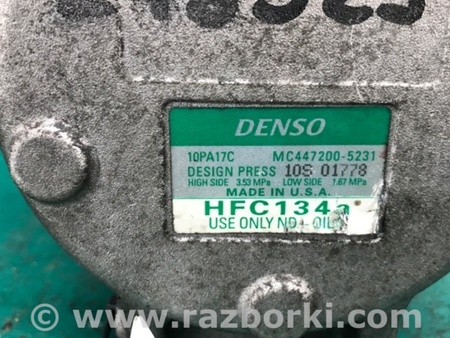 DENSO
10PA17C MC447200-5231
DESIGN PRESS 10S 01778
HIGH SIDE 3.53 MPa LOW SIDE 1.67 MPa
MADE IN U.S.A.
HFC134a
USE ONLY ND-OIL
www.razborki.com